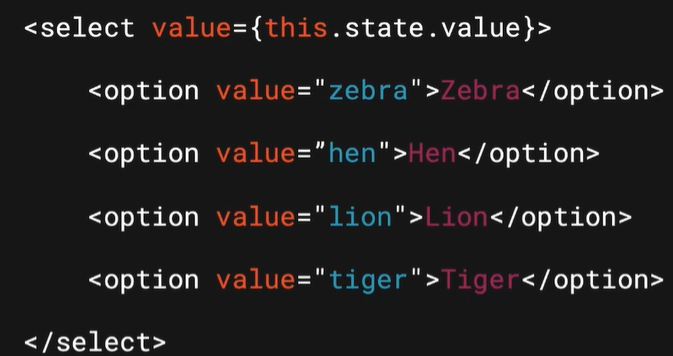 <select value={this.state.value}>
<option value="zebra">Zebra</option>
<option value=”hen">Hen</option>
<option value="lion">Lion</option>
<option value="tiger">Tiger</option>
</select>